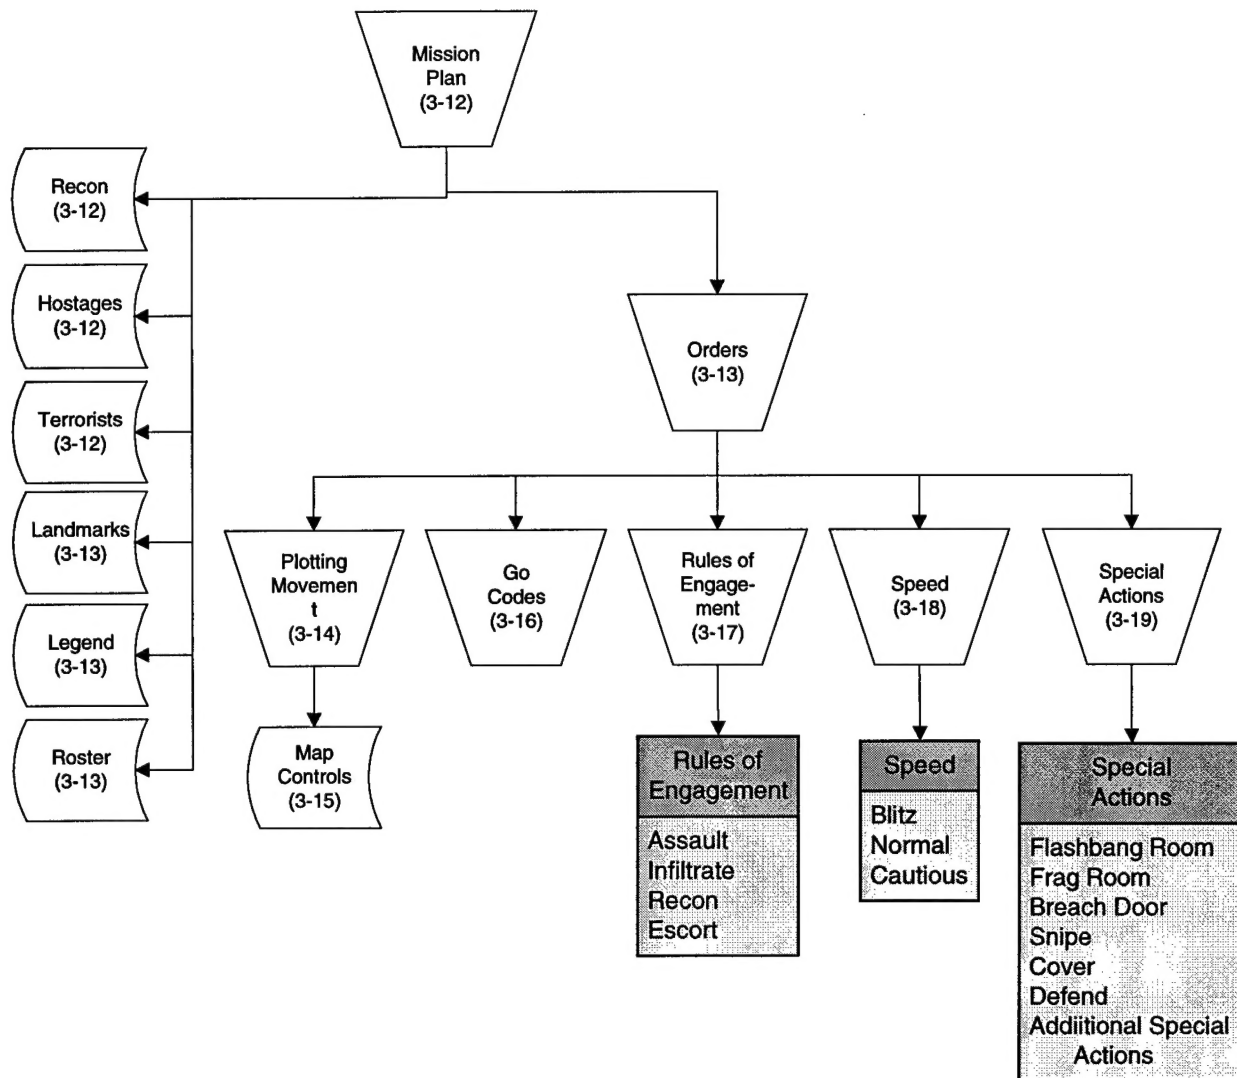 Mission
Plan
(3-12)
Recon
(3-12)
Hostages
(3-12)
Terrorists
(3-12)
Landmarks
(3-13)
Legend
(3-13)
Roster
(3-13)
Orders
(3-13)
Plotting
Movemen
t
(3-14)
Go
Codes
(3-16)
Rules of
Engage-
ment
(3-17)
Speed
(3-18)
Special
Actions
(3-19)
Map
Controls
(3-15)
Rules of
Engagement
Assault
Infiltrate
Recon
Escort
Speed
Blitz
Normal
Cautious
Special
Actions
Flashbang Room
Frag Room
Breach Door
Snipe
Cover
Defend
Addiitional Special
Actions